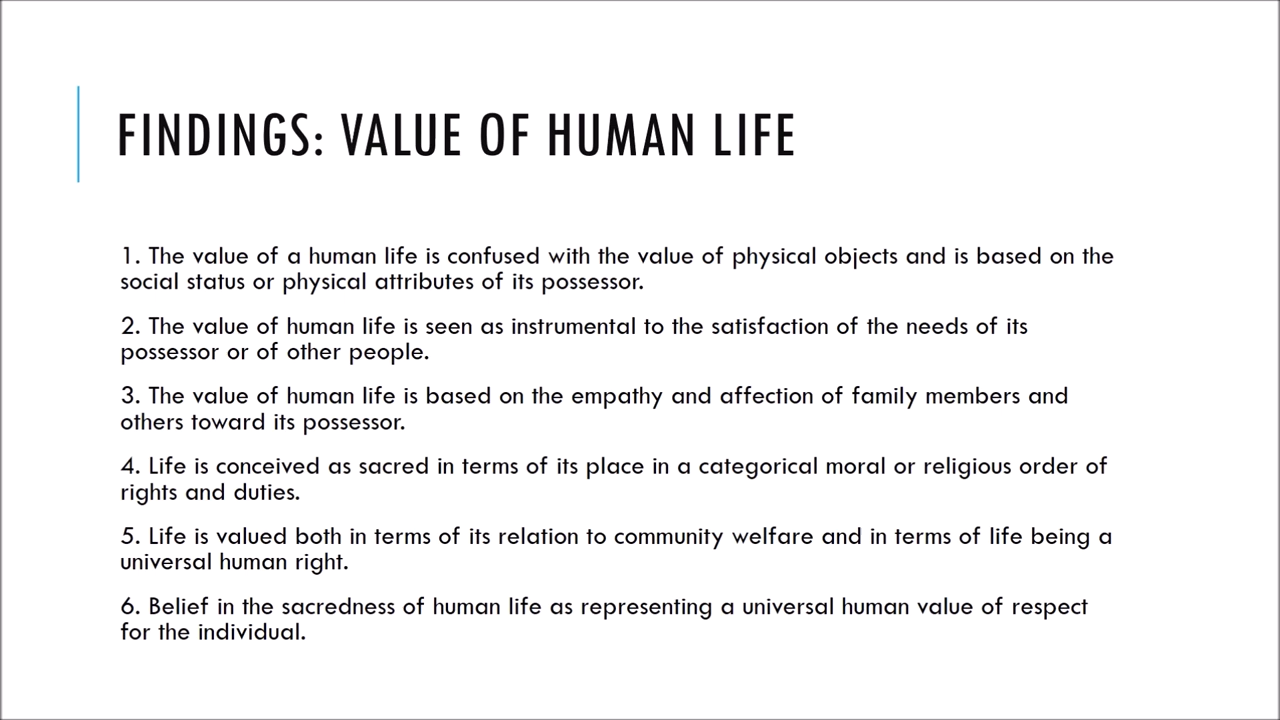 FINDINGS: VALUE OF HUMAN LIFE
1. The value of a human life is confused with the value of physical objects and is based on the
social status or physical attributes of its possessor.
2. The value of human life is seen as instrumental to the satisfaction of the needs of its
possessor or of other people.
3. The value of human life is based on the empathy and affection of family members and
others toward its possessor.
4. Life is conceived as sacred in terms of its place in a categorical moral or religious order of
rights and duties.
5. Life is valued both in terms of its relation to community welfare and in terms of life being a
universal human right.
6. Belief in the sacredness of human life as representing a universal human value of respect
for the individual.